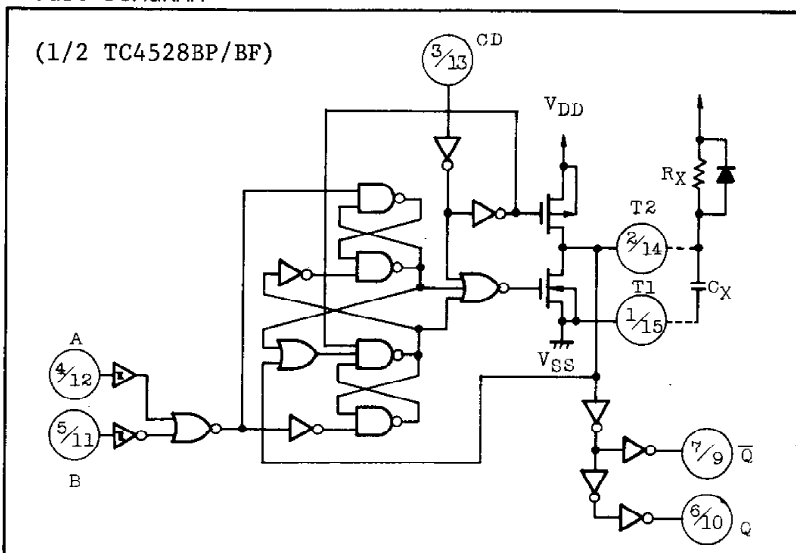 (1/2 TC4528BP/BF)
CD
3/13
VDD
RX
T2
2/14
T1
CX
1/15
VSS
A
4/12
5/11
B
7/9 Q̅
6/10 Q